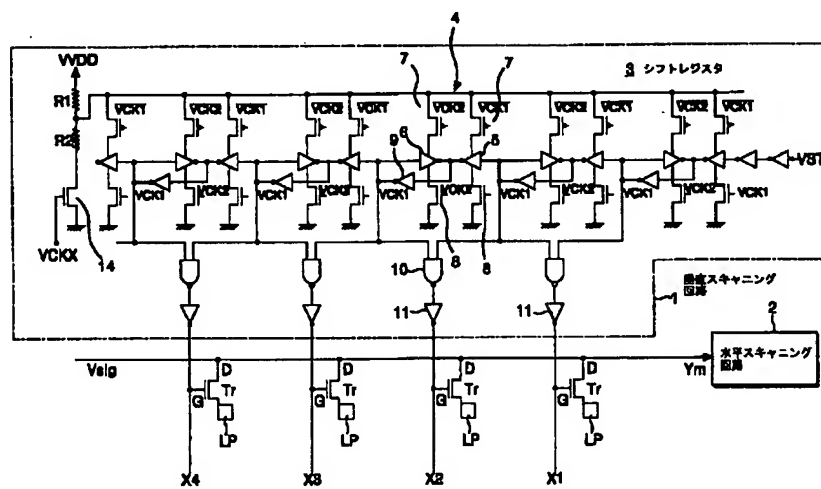 4
VVDD
7
7
3 シフトレジスタ
R1
VCK1 VCK2 VCK1 VCK2 VCK1 VCK2 VCK1 VCK2 VCK1 VCK2 VCK1
R2
6
9
5
VST
VCK1 VCK2 VCK1 VCK2 VCK1 VCK2 VCK1 VCK2 VCK2 VCK1
VCKX
14
8 8
10
1 垂直スキャニング
回路
11 11
2
水平スキャニング
回路
Vsig
Ym
D D D D
Tr Tr Tr Tr
G G G G
LP LP LP LP
X4 X3 X2 X1